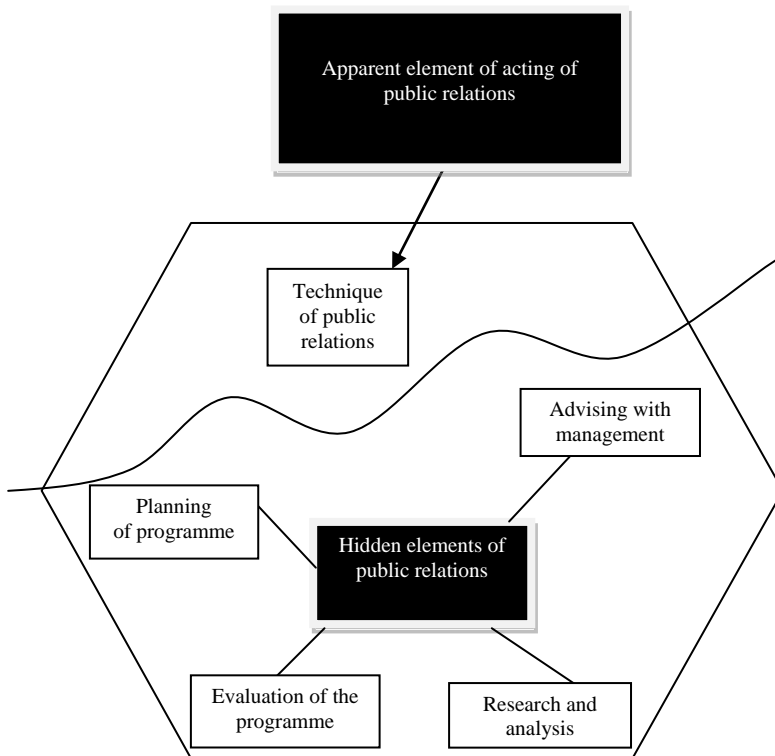 Apparent element of acting of
public relations
Technique
of public
relations
Advising with
management
Planning
of programme
Hidden elements of
public relations
Evaluation of the
programme
Research and
analysis